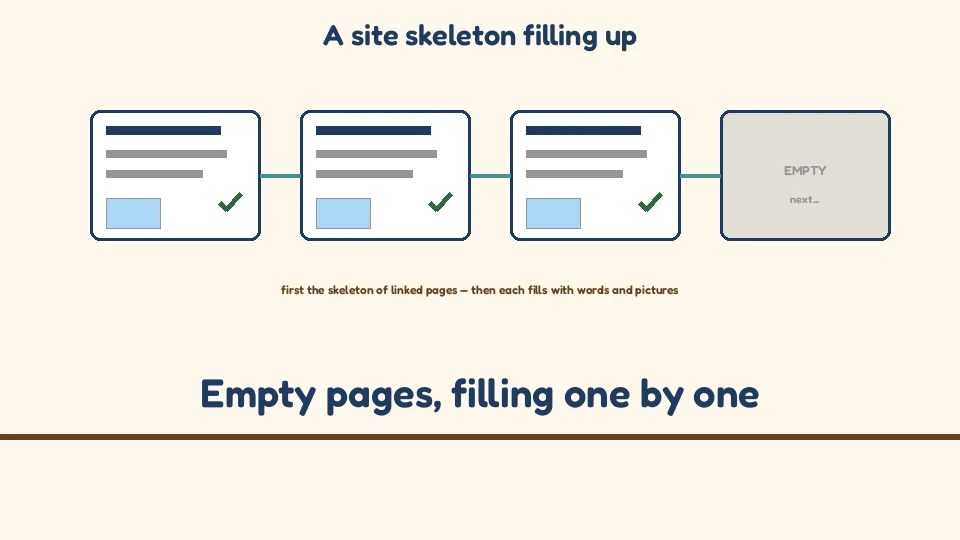 A site skeleton filling up
EMPTY
next...
first the skeleton of linked pages — then each fills with words and pictures
Empty pages, filling one by one